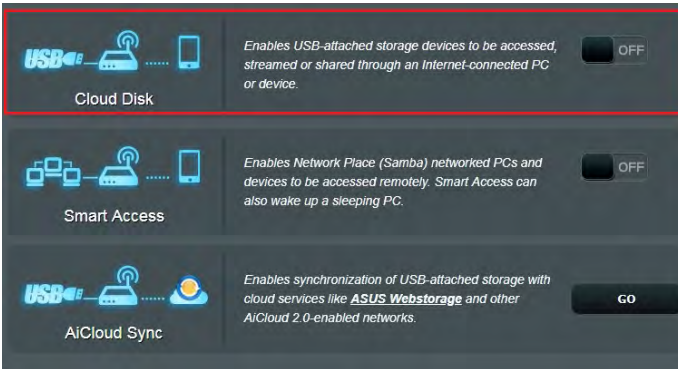 Enables USB-attached storage devices to be accessed,
streamed or shared through an Internet-connected PC
or device.
OFF
USB
Cloud Disk
Enables Network Place (Samba) networked PCs and
devices to be accessed remotely. Smart Access can
also wake up a sleeping PC.
OFF
Smart Access
Enables synchronization of USB-attached storage with
cloud services like ASUS Webstorage and other
AiCloud 2.0-enabled networks.
GO
USB
AiCloud Sync